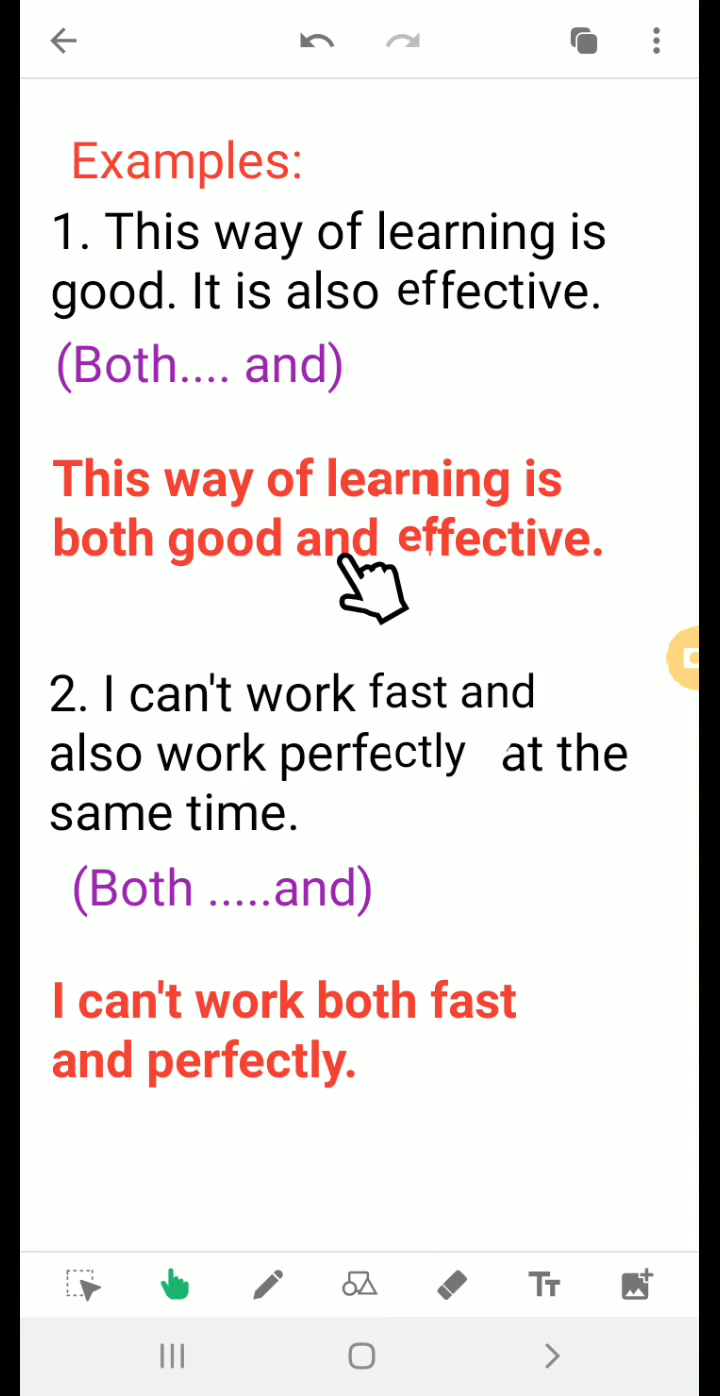 Examples:
1. This way of learning is
good. It is also effective.
(Both.... and)
This way of learning is
both good and effective.
2. I can't work fast and
also work perfectly at the
same time.
(Both .....and)
I can't work both fast
and perfectly.
TT